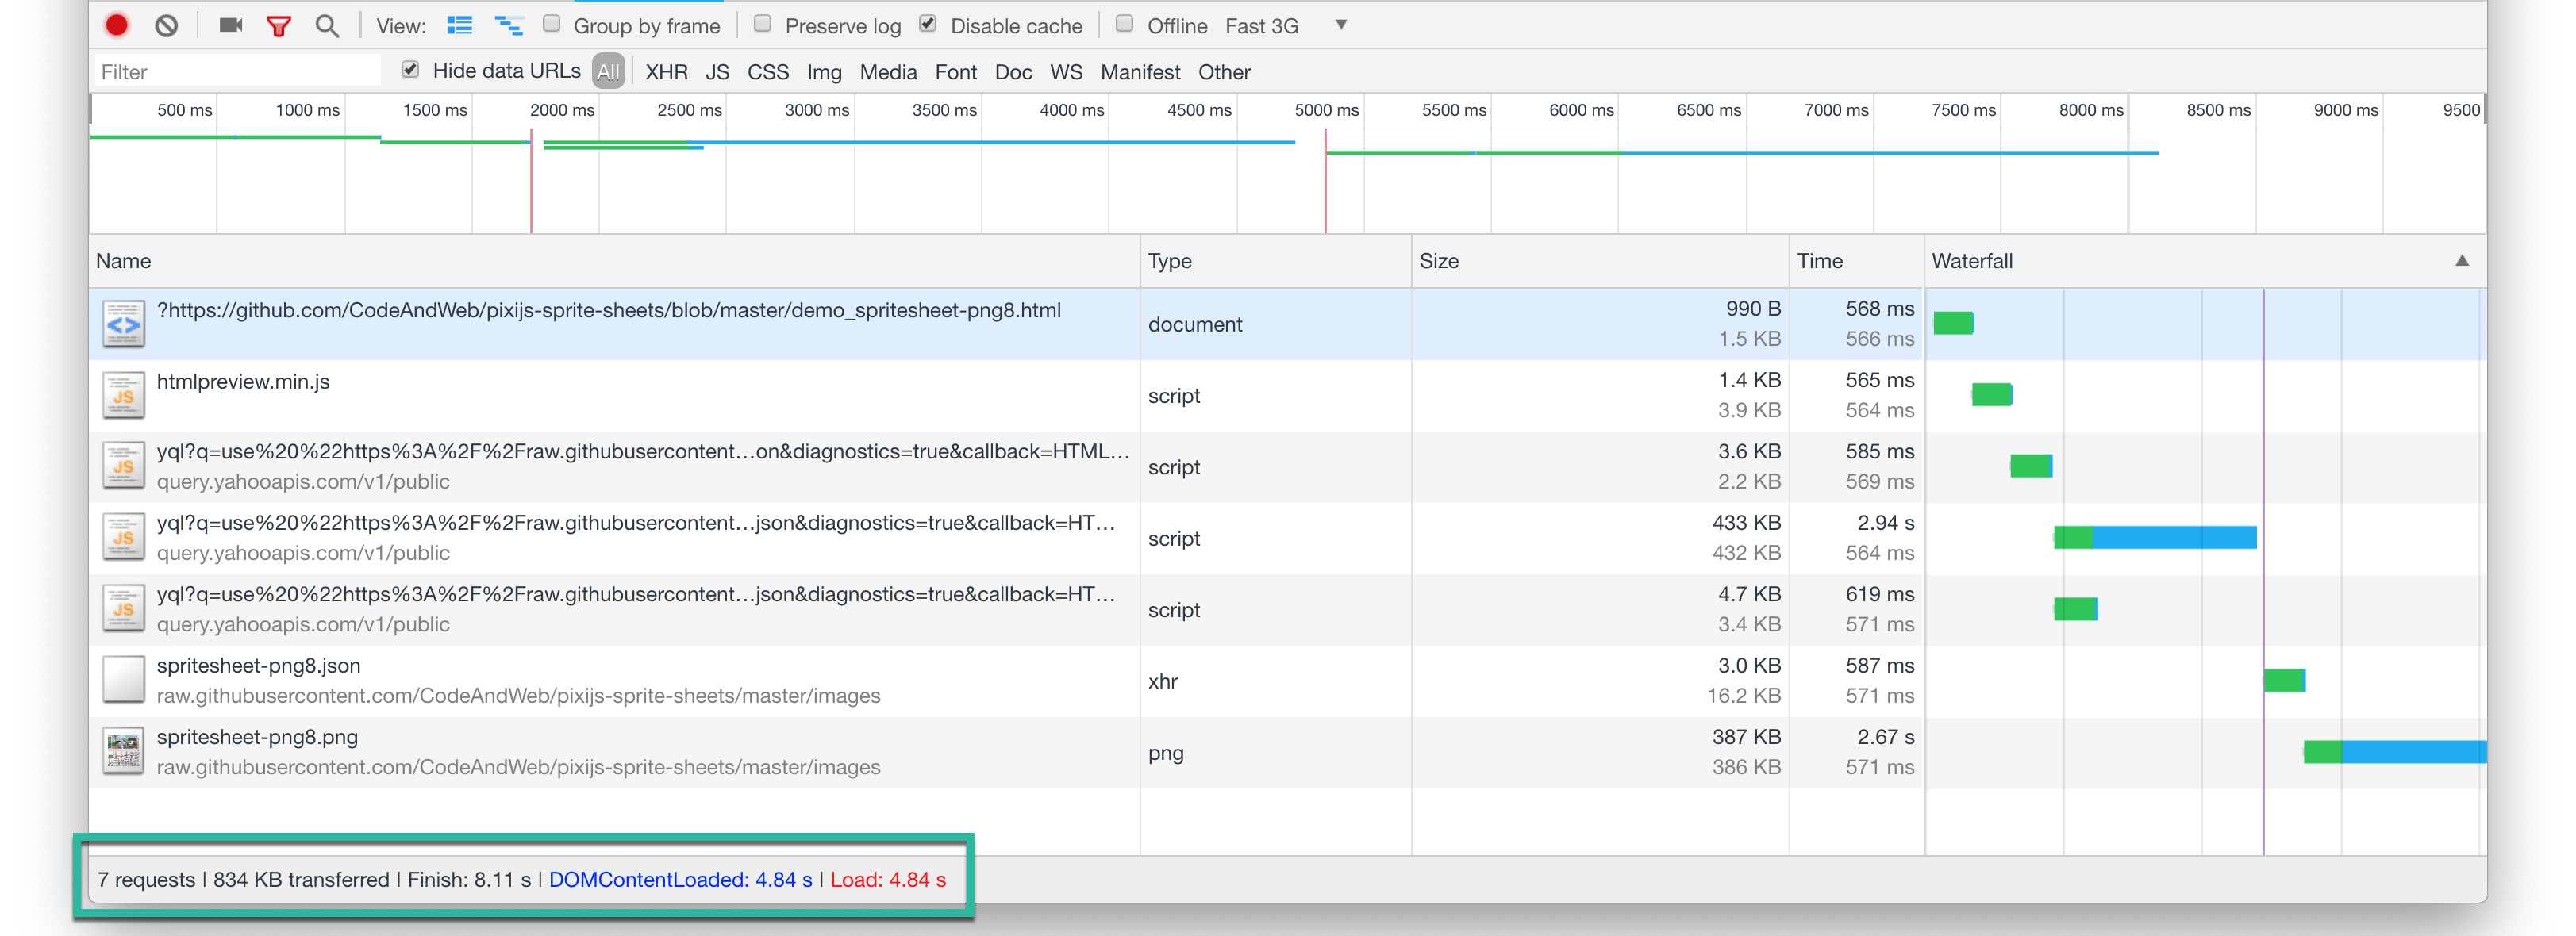 View: Group by frame Preserve log Disable cache Offline Fast 3G
Filter Hide data URLs All XHR JS CSS Img Media Font Doc WS Manifest Other
500 ms 1000 ms 1500 ms 2000 ms 2500 ms 3000 ms 3500 ms 4000 ms 4500 ms 5000 ms 5500 ms 6000 ms 6500 ms 7000 ms 7500 ms 8000 ms 8500 ms 9000 ms 9500
Name Type Size Time Waterfall
?https://github.com/CodeAndWeb/pixijs-sprite-sheets/blob/master/demo_spritesheet-png8.html document 990 B 568 ms
1.5 KB 566 ms
JS htmlpreview.min.js script 1.4 KB 565 ms
3.9 KB 564 ms
JS yql?q=use%20%22https%3A%2F%2Fraw.githubusercontent…on&diagnostics=true&callback=HTML… script 3.6 KB 585 ms
query.yahooapis.com/v1/public 2.2 KB 569 ms
JS yql?q=use%20%22https%3A%2F%2Fraw.githubusercontent…json&diagnostics=true&callback=HT… script 433 KB 2.94 s
query.yahooapis.com/v1/public 432 KB 564 ms
JS yql?q=use%20%22https%3A%2F%2Fraw.githubusercontent…json&diagnostics=true&callback=HT… script 4.7 KB 619 ms
query.yahooapis.com/v1/public 3.4 KB 571 ms
spritesheet-png8.json xhr 3.0 KB 587 ms
raw.githubusercontent.com/CodeAndWeb/pixijs-sprite-sheets/master/images 16.2 KB 571 ms
spritesheet-png8.png png 387 KB 2.67 s
raw.githubusercontent.com/CodeAndWeb/pixijs-sprite-sheets/master/images 386 KB 571 ms
7 requests | 834 KB transferred | Finish: 8.11 s | DOMContentLoaded: 4.84 s | Load: 4.84 s